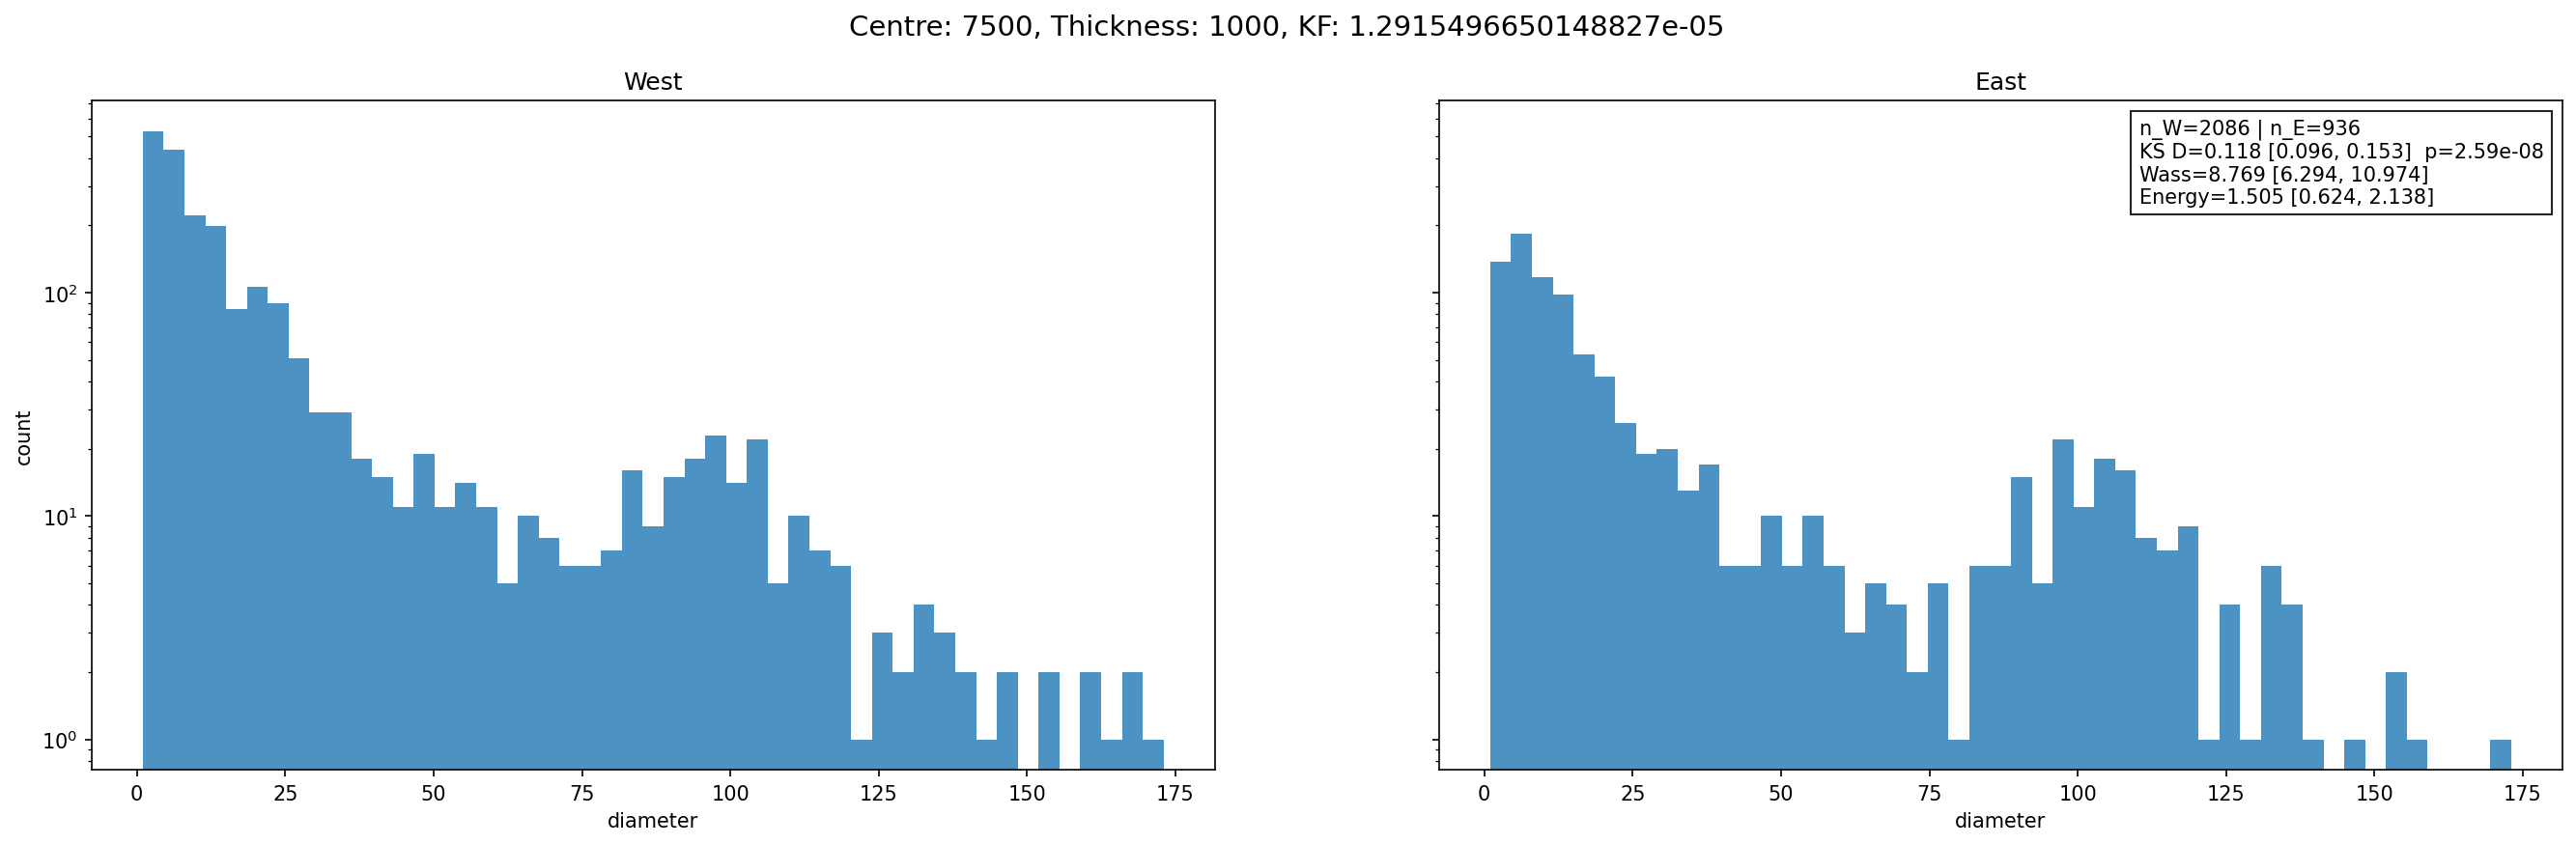 Centre: 7500, Thickness: 1000, KF: 1.2915496650148827e-05
West
East
n_W=2086 | n_E=936
KS D=0.118 [0.096, 0.153]  p=2.59e-08
Wass=8.769 [6.294, 10.974]
Energy=1.505 [0.624, 2.138]
count
10²
10¹
10⁰
0 25 50 75 100 125 150 175
0 25 50 75 100 125 150 175
diameter
diameter